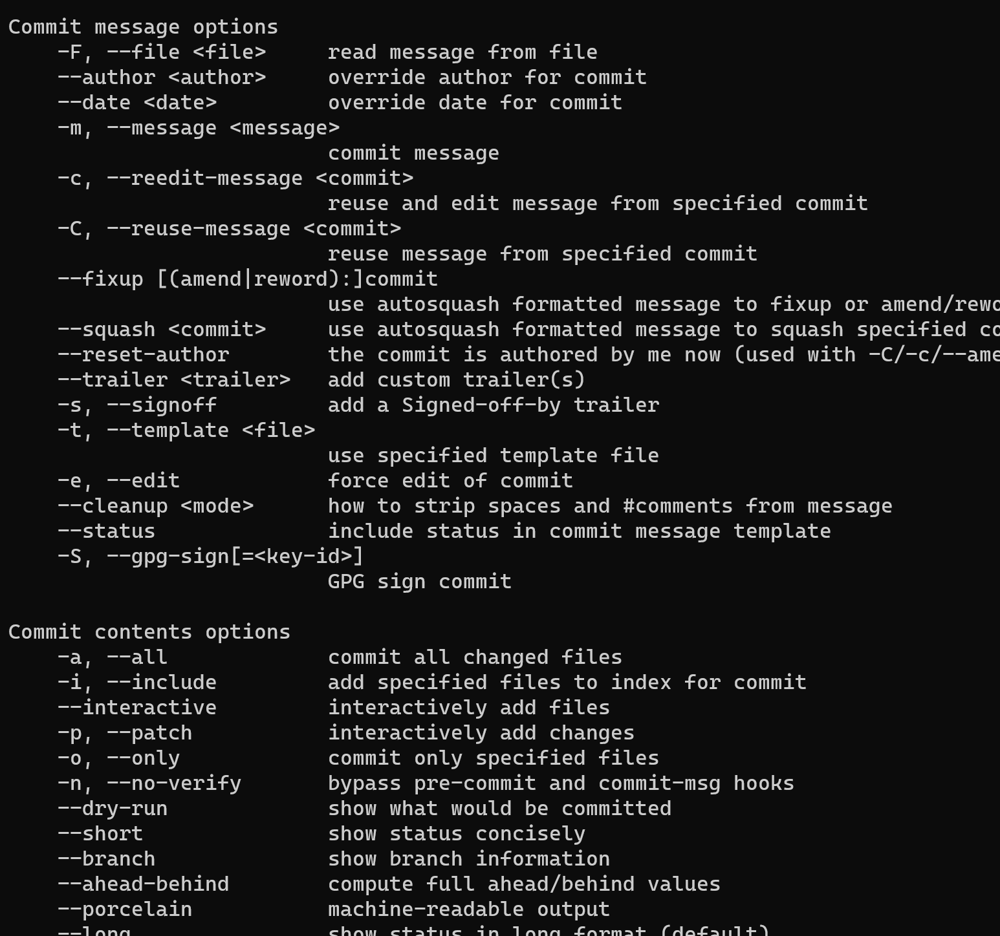 Commit message options
    -F, --file <file>     read message from file
    --author <author>     override author for commit
    --date <date>         override date for commit
    -m, --message <message>
                          commit message
    -c, --reedit-message <commit>
                          reuse and edit message from specified commit
    -C, --reuse-message <commit>
                          reuse message from specified commit
    --fixup [(amend|reword):]commit
                          use autosquash formatted message to fixup or amend/rewo
    --squash <commit>     use autosquash formatted message to squash specified co
    --reset-author        the commit is authored by me now (used with -C/-c/--ame
    --trailer <trailer>   add custom trailer(s)
    -s, --signoff         add a Signed-off-by trailer
    -t, --template <file>
                          use specified template file
    -e, --edit            force edit of commit
    --cleanup <mode>      how to strip spaces and #comments from message
    --status              include status in commit message template
    -S, --gpg-sign[=<key-id>]
                          GPG sign commit

Commit contents options
    -a, --all             commit all changed files
    -i, --include         add specified files to index for commit
    --interactive         interactively add files
    -p, --patch           interactively add changes
    -o, --only            commit only specified files
    -n, --no-verify       bypass pre-commit and commit-msg hooks
    --dry-run             show what would be committed
    --short               show status concisely
    --branch              show branch information
    --ahead-behind        compute full ahead/behind values
    --porcelain           machine-readable output
    --long                show status in long format (default)